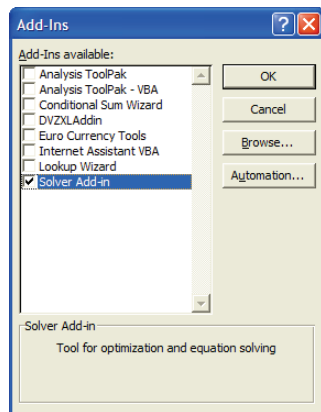 Add-Ins
Add-Ins available:
Analysis ToolPak
Analysis ToolPak - VBA
Conditional Sum Wizard
DVZXLAddin
Euro Currency Tools
Internet Assistant VBA
Lookup Wizard
Solver Add-in
OK
Cancel
Browse...
Automation...
Solver Add-in
Tool for optimization and equation solving